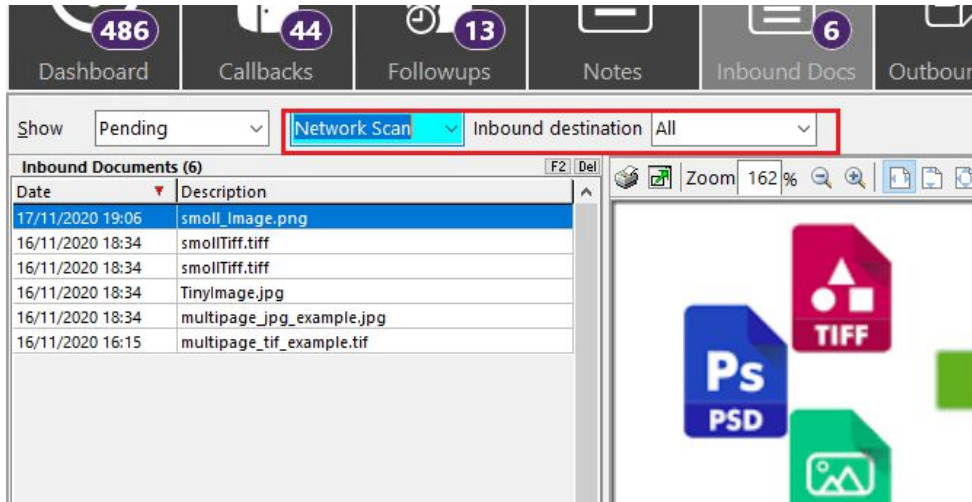 486
44
13
6
Dashboard
Callbacks
Followups
Notes
Inbound Docs
Show
Pending
Network Scan
Inbound destination
All
Inbound Documents (6)
F2
Del
Zoom
162
%
Date
Description
17/11/2020 19:06 smoll_Image.png
16/11/2020 18:34 smollTiff.tiff
16/11/2020 18:34 smollTiff.tiff
16/11/2020 18:34 TinyImage.jpg
16/11/2020 18:34 multipage_jpg_example.jpg
16/11/2020 16:15 multipage_tif_example.tif
TIFF
Ps
PSD